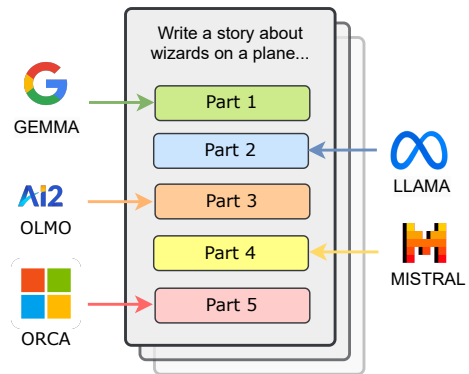 Write a story about
wizards on a plane...
Part 1
GEMMA
Part 2
LLAMA
Ai2
Part 3
OLMO
Part 4
MISTRAL
Part 5
ORCA